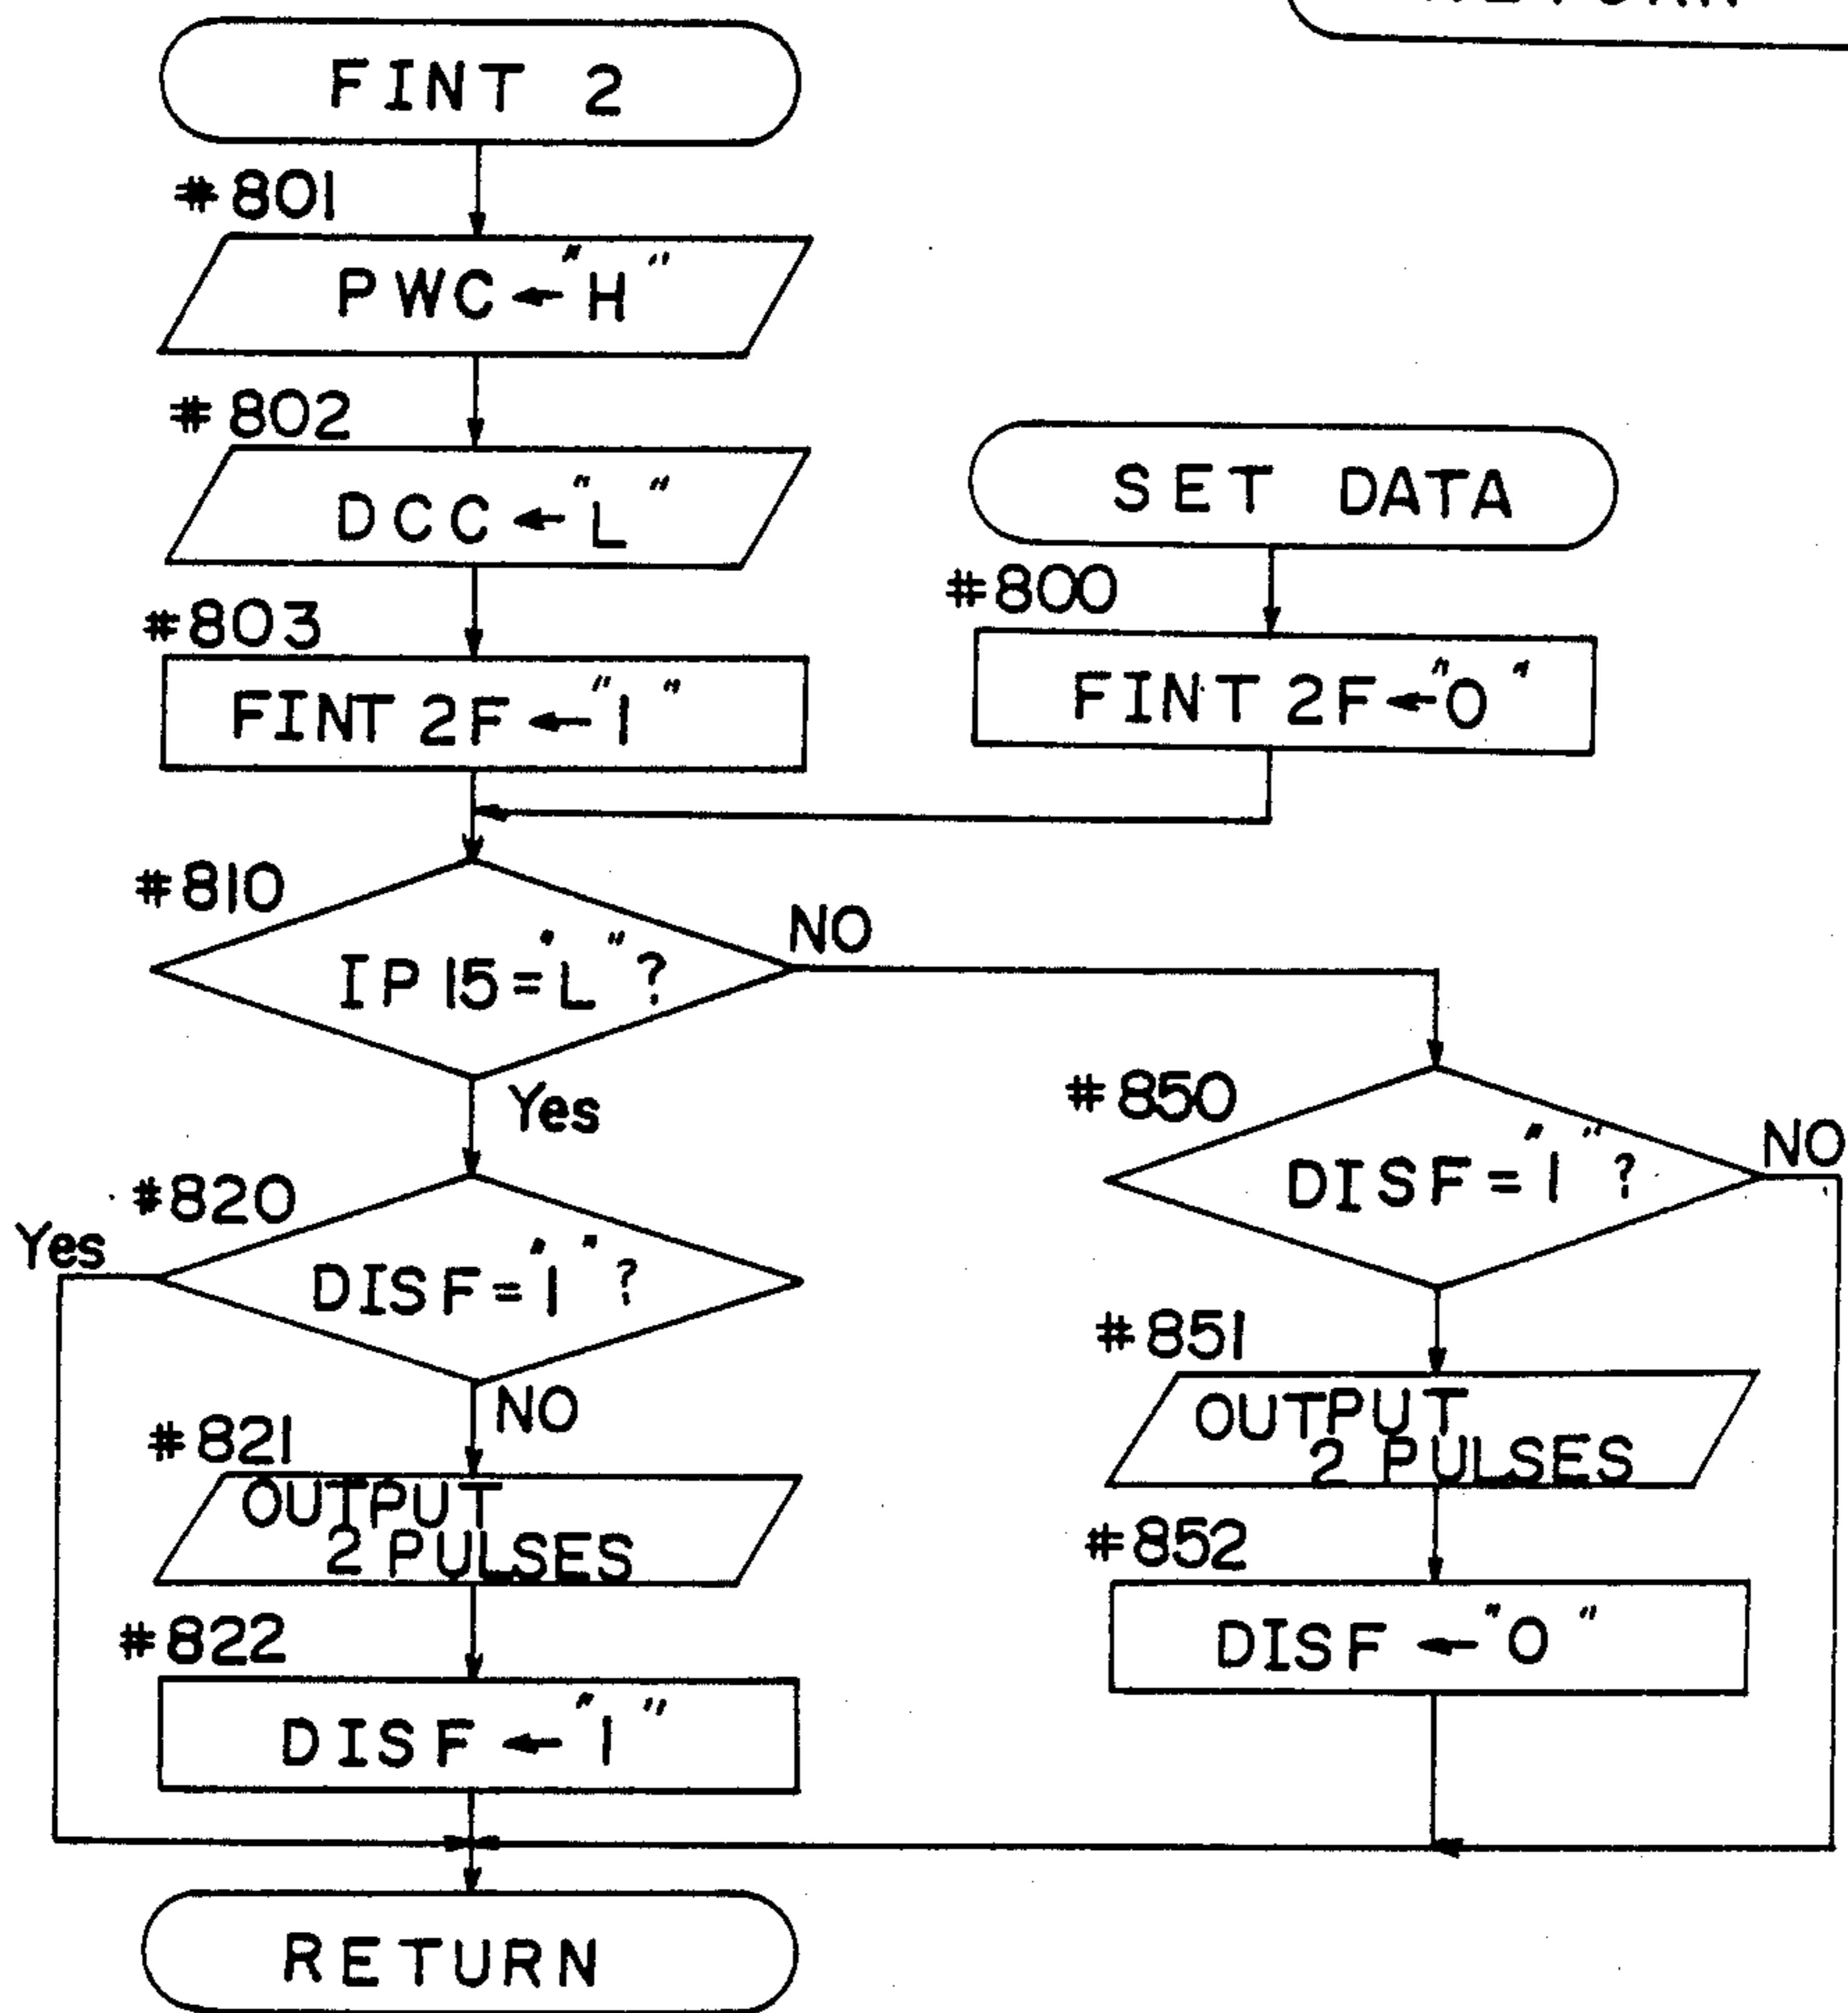 FINT 2
#801
PWC←"H"
#802
DCC←"L"
SET DATA
#803
#800
FINT 2F←"1"
FINT 2F←"0"
#810
IP15="L"?
NO
Yes
#850
DISF="1"?
NO
#820
Yes
DISF="1"?
NO
#851
OUTPUT
2 PULSES
#821
OUTPUT
2 PULSES
#852
DISF←"0"
#822
DISF←"1"
RETURN